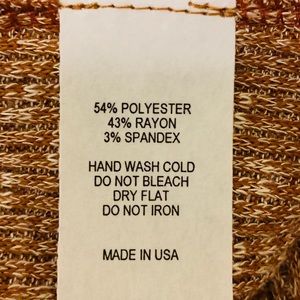 54% POLYESTER
43% RAYON
3% SPANDEX
HAND WASH COLD
DO NOT BLEACH
DRY FLAT
DO NOT IRON
MADE IN USA